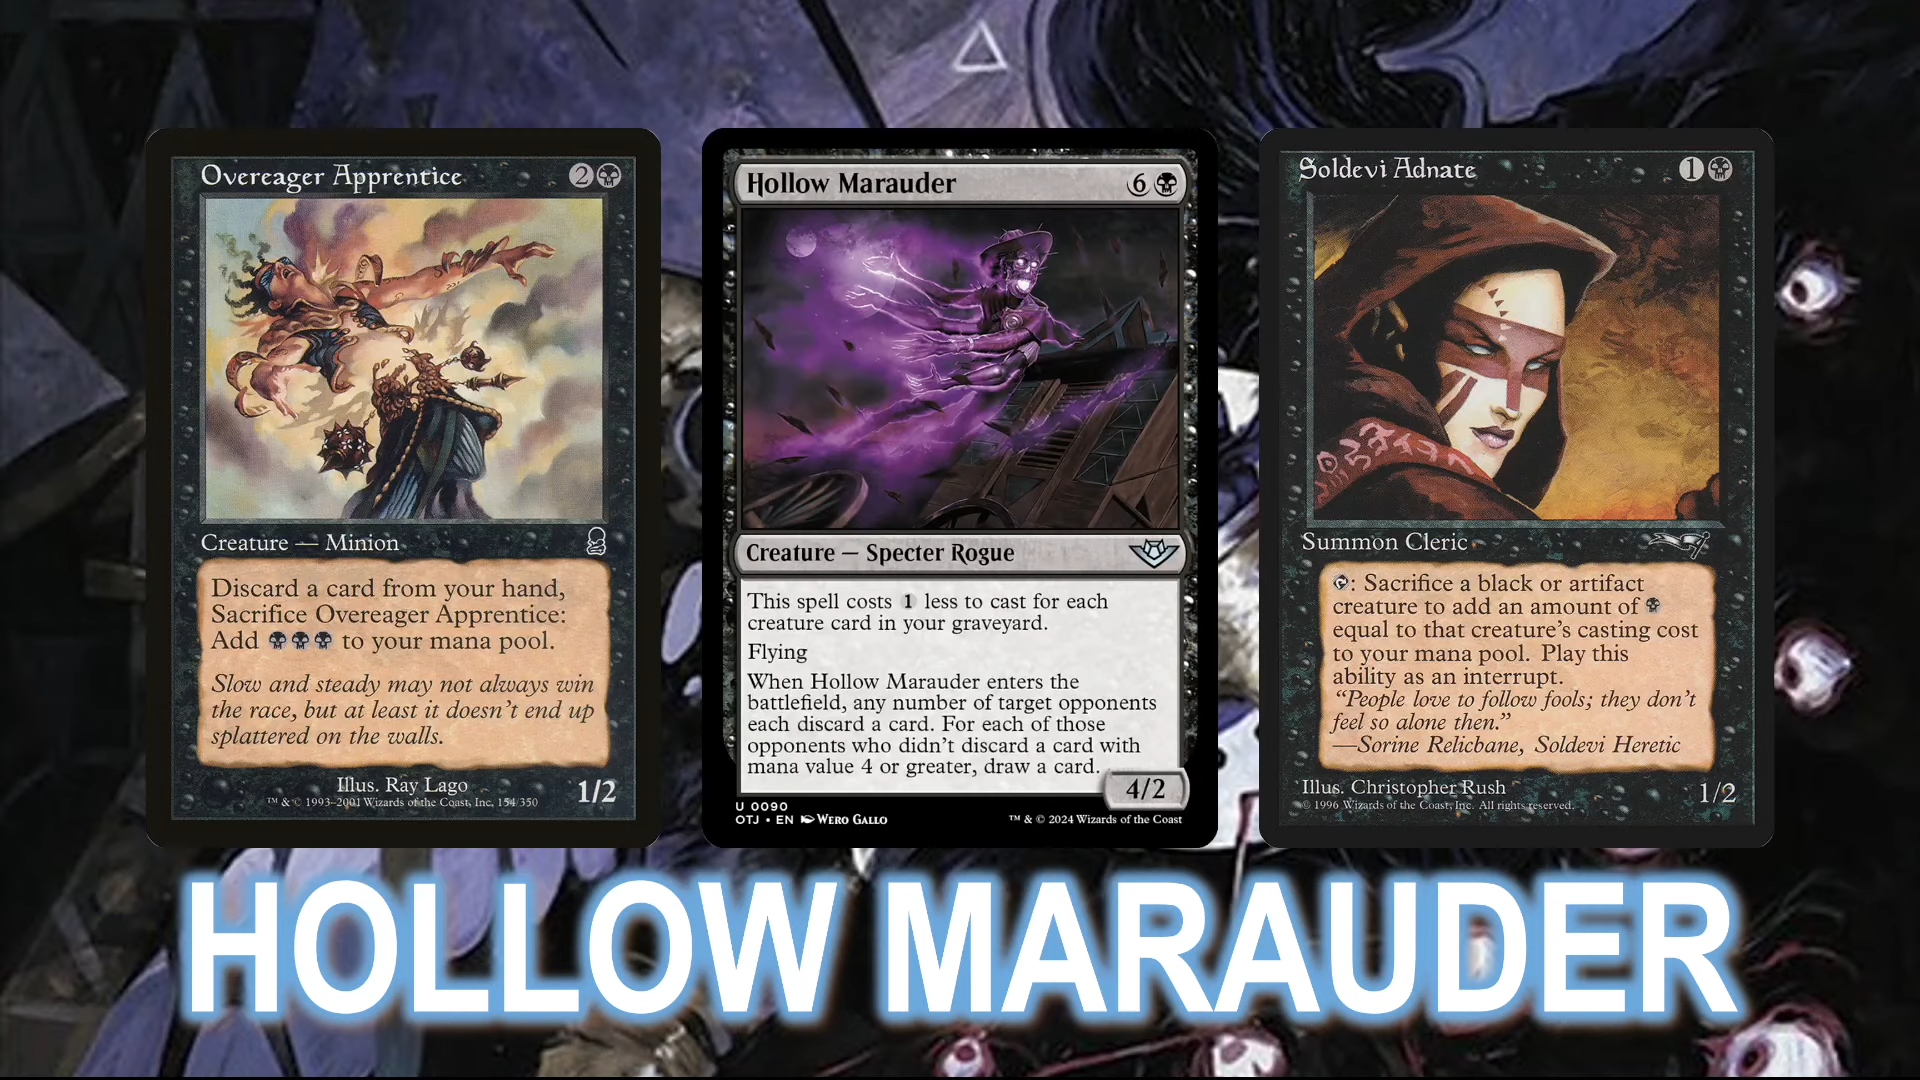 Overeager Apprentice 2
Creature — Minion
Discard a card from your hand,
Sacrifice Overeager Apprentice:
Add to your mana pool.
Slow and steady may not always win
the race, but at least it doesn't end up
splattered on the walls.
Illus. Ray Lago
™ & © 1993–2001 Wizards of the Coast, Inc. 154/350
1/2
Hollow Marauder 6
Creature — Specter Rogue
This spell costs 1 less to cast for each
creature card in your graveyard.
Flying
When Hollow Marauder enters the
battlefield, any number of target opponents
each discard a card. For each of those
opponents who didn't discard a card with
mana value 4 or greater, draw a card.
4/2
U 0090
OTJ • EN Wero Gallo
™ & © 2024 Wizards of the Coast
Soldevi Adnate 1
Summon Cleric
: Sacrifice a black or artifact
creature to add an amount of
equal to that creature's casting cost
to your mana pool. Play this
ability as an interrupt.
"People love to follow fools; they don't
feel so alone then."
—Sorine Relicbane, Soldevi Heretic
Illus. Christopher Rush
© 1996 Wizards of the Coast, Inc. All rights reserved.
1/2
HOLLOW MARAUDER